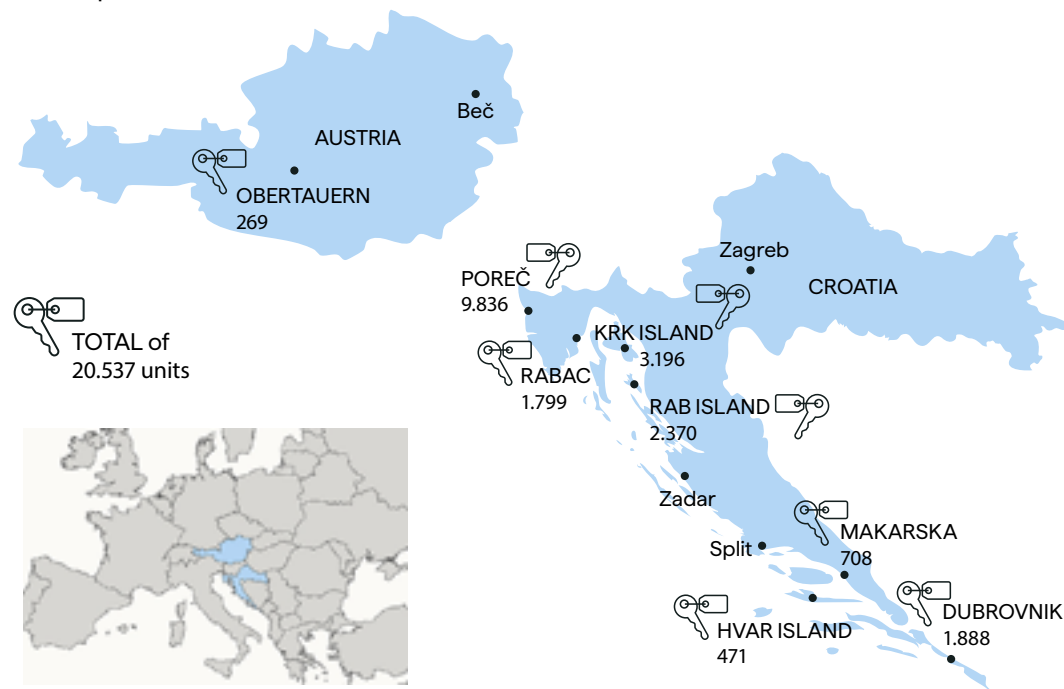 Beč
AUSTRIA
OBERTAUERN
269
Zagreb
CROATIA
POREČ
9.836
KRK ISLAND
3.196
TOTAL of
20.537 units
RABAC
1.799
RAB ISLAND
2.370
Zadar
MAKARSKA
708
Split
DUBROVNIK
1.888
HVAR ISLAND
471